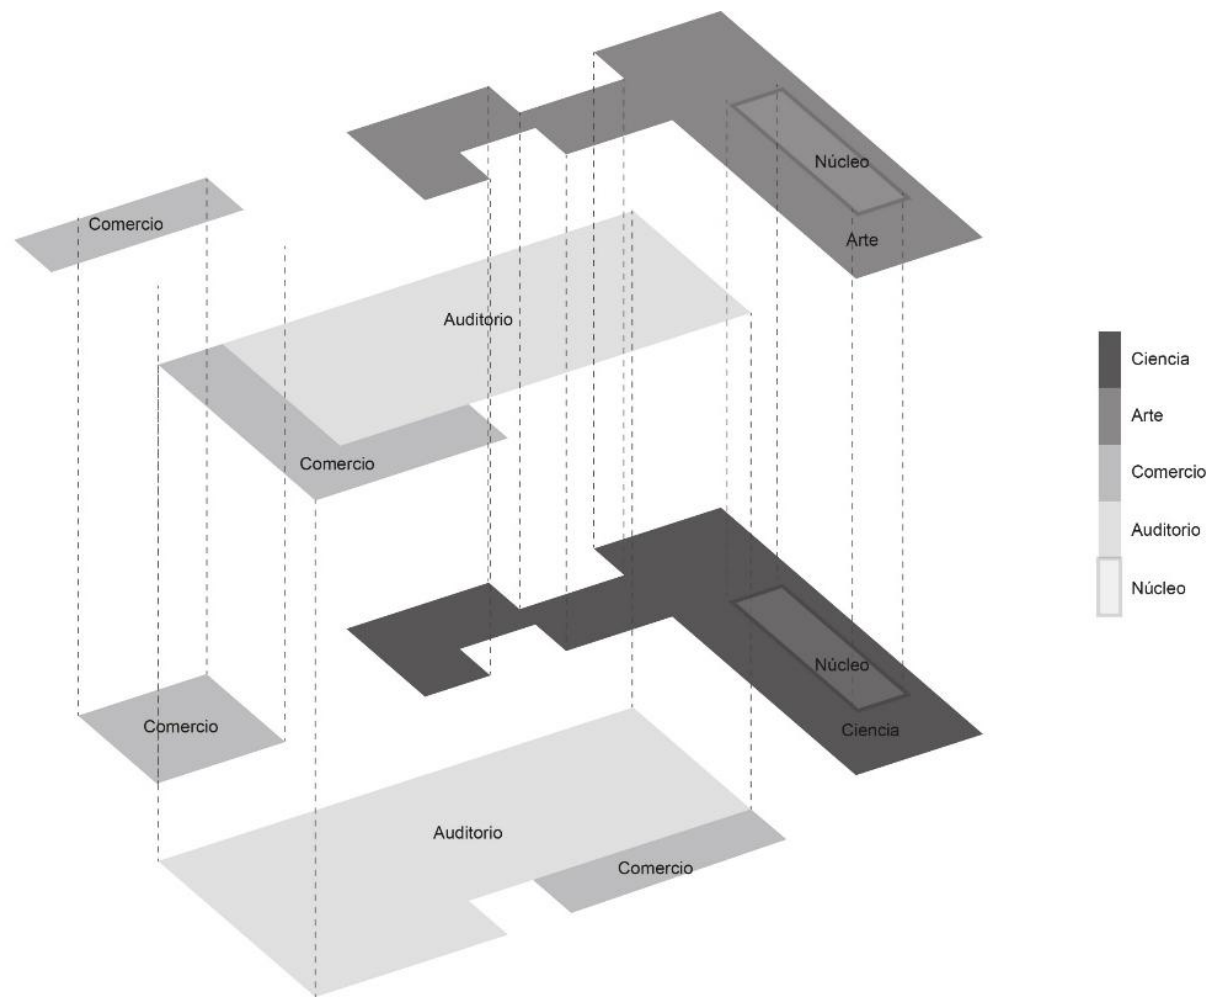 Núcleo
Comercio
Arte
Auditorio
Comercio
Núcleo
Comercio
Ciencia
Auditorio
Comercio
Ciencia
Arte
Comercio
Auditorio
Núcleo